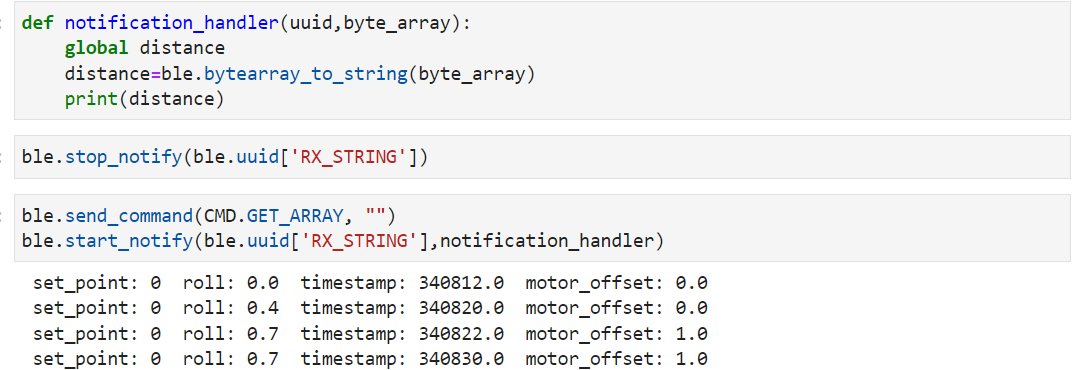 def notification_handler(uuid,byte_array):
    global distance
    distance=ble.bytearray_to_string(byte_array)
    print(distance)
ble.stop_notify(ble.uuid['RX_STRING'])
ble.send_command(CMD.GET_ARRAY, "")
ble.start_notify(ble.uuid['RX_STRING'],notification_handler)
set_point: 0  roll: 0.0  timestamp: 340812.0  motor_offset: 0.0
set_point: 0  roll: 0.4  timestamp: 340820.0  motor_offset: 0.0
set_point: 0  roll: 0.7  timestamp: 340822.0  motor_offset: 1.0
set_point: 0  roll: 0.7  timestamp: 340830.0  motor_offset: 1.0